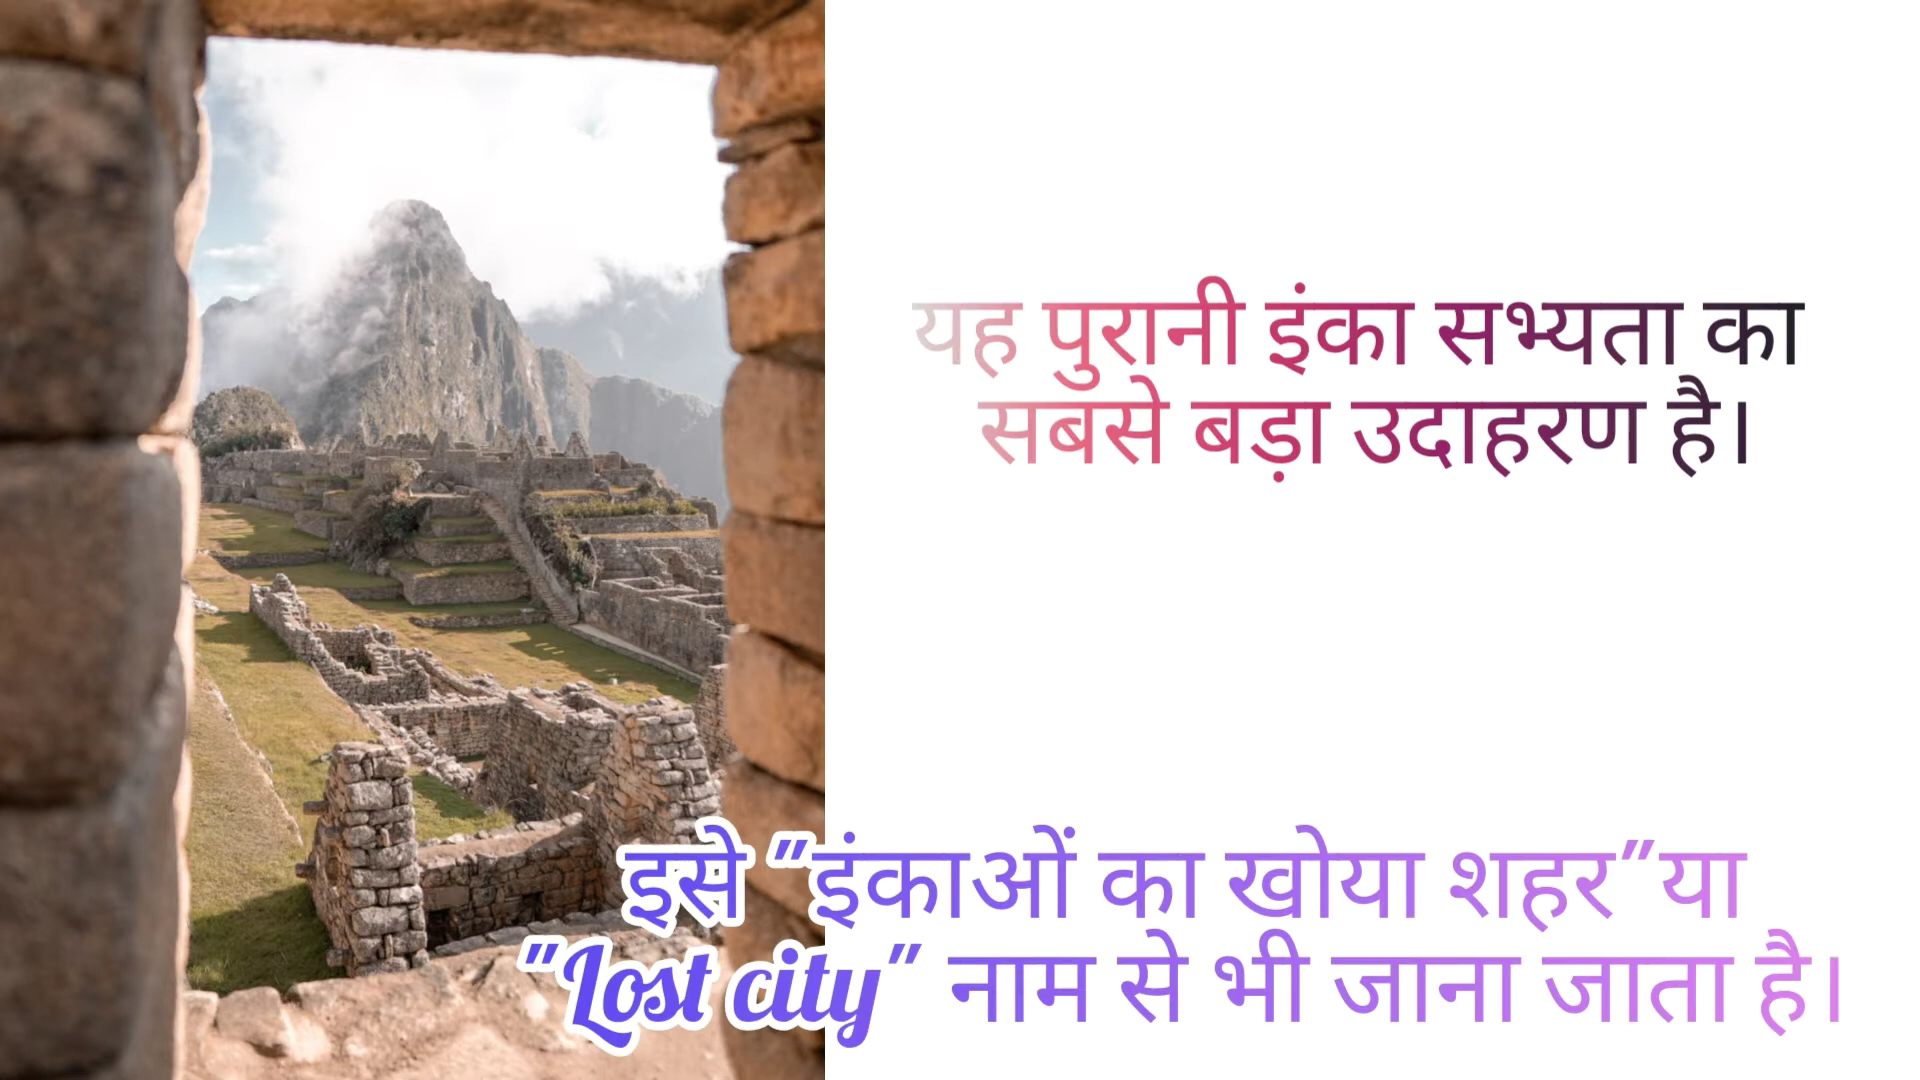 यह पुरानी इंका सभ्यता का
सबसे बड़ा उदाहरण है।
इसे "इंकाओं का खोया शहर"या
"Lost city" नाम से भी जाना जाता है।